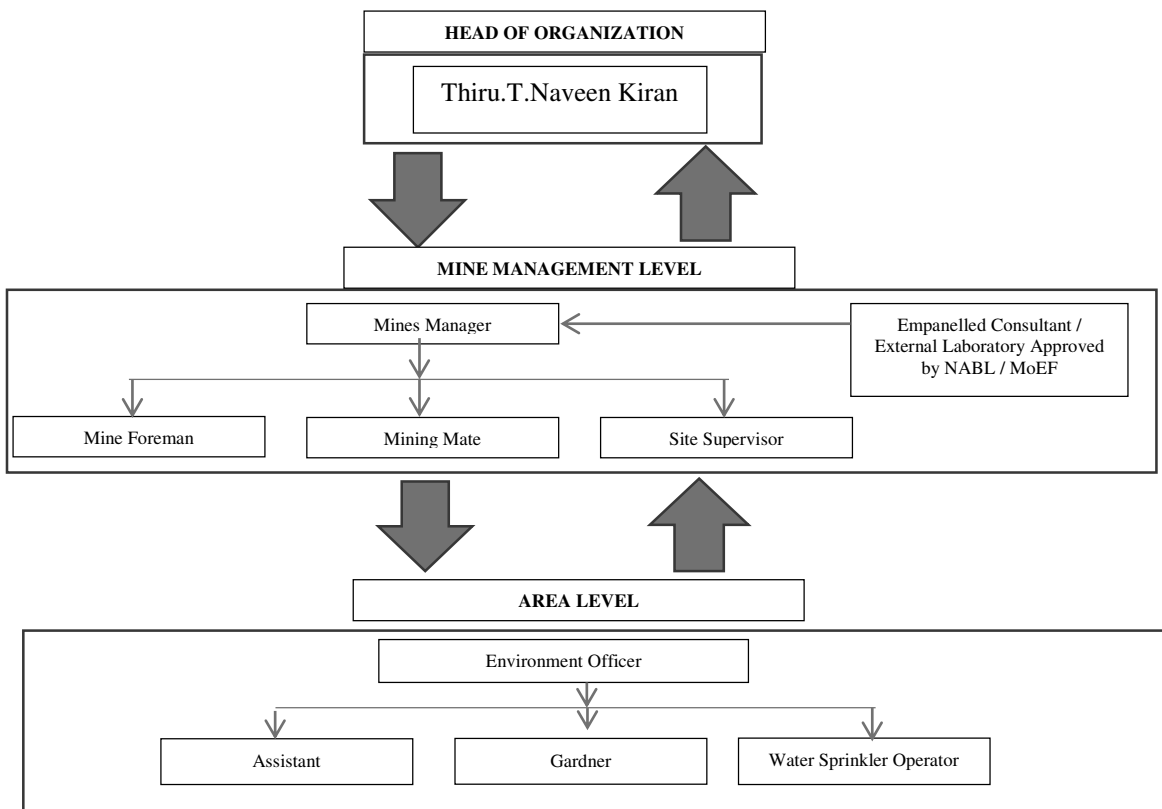 HEAD OF ORGANIZATION
Thiru.T.Naveen Kiran
MINE MANAGEMENT LEVEL
Mines Manager
Empanelled Consultant /
External Laboratory Approved
by NABL / MoEF
Mine Foreman
Mining Mate
Site Supervisor
AREA LEVEL
Environment Officer
Assistant
Gardner
Water Sprinkler Operator